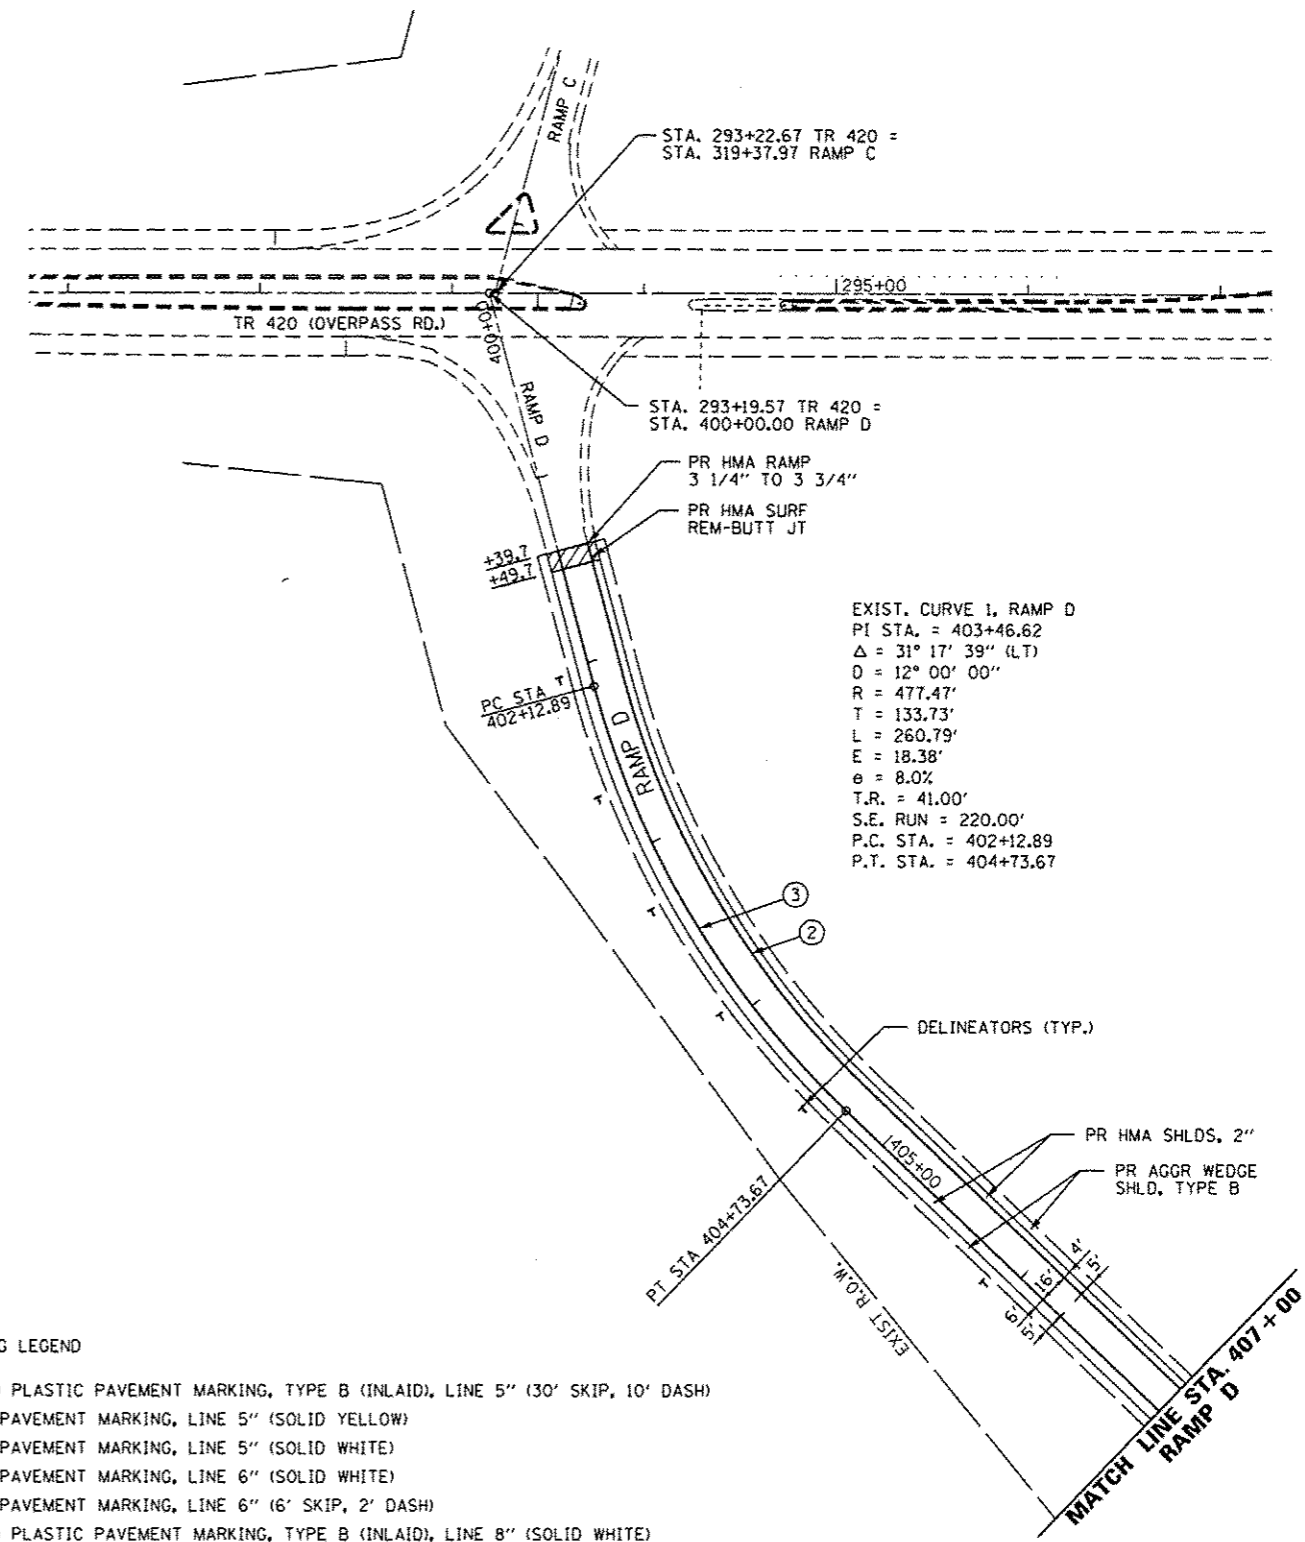 RAMP C
STA. 293+22.67 TR 420 =
STA. 319+37.97 RAMP C
295+00
TR 420 (OVERPASS RD.)
400+00
RAMP D
STA. 293+19.57 TR 420 =
STA. 400+00.00 RAMP D
PR HMA RAMP
3 1/4" TO 3 3/4"
PR HMA SURF
REM-BUTT JT
+39.7
+49.7
EXIST. CURVE 1, RAMP D
PI STA. = 403+46.62
Δ = 31° 17' 39" (LT)
D = 12° 00' 00"
R = 477.47'
T = 133.73'
L = 260.79'
E = 18.38'
e = 8.0%
T.R. = 41.00'
S.E. RUN = 220.00'
P.C. STA. = 402+12.89
P.T. STA. = 404+73.67
PC STA
402+12.89
RAMP D
3
2
DELINEATORS (TYP.)
405+00
PR HMA SHLDS, 2"
PR AGGR WEDGE
SHLD, TYPE B
PT STA 404+73.67
4'
5'
16'
6'
5'
EXIST R.O.W.
MATCH LINE STA. 407+00
RAMP D
G LEGEND
PLASTIC PAVEMENT MARKING, TYPE B (INLAID), LINE 5" (30' SKIP, 10' DASH)
PAVEMENT MARKING, LINE 5" (SOLID YELLOW)
PAVEMENT MARKING, LINE 5" (SOLID WHITE)
PAVEMENT MARKING, LINE 6" (SOLID WHITE)
PAVEMENT MARKING, LINE 6" (6' SKIP, 2' DASH)
PLASTIC PAVEMENT MARKING, TYPE B (INLAID), LINE 8" (SOLID WHITE)